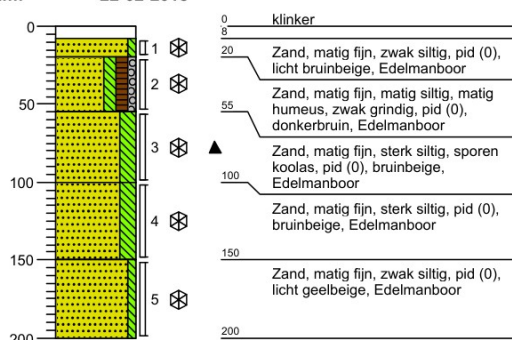 0
klinker
8
20
Zand, matig fijn, zwak siltig, pid (0),
licht bruinbeige, Edelmanboor
55
Zand, matig fijn, matig siltig, matig
humeus, zwak grindig, pid (0),
donkerbruin, Edelmanboor
Zand, matig fijn, sterk siltig, sporen
koolas, pid (0), bruinbeige,
Edelmanboor
100
Zand, matig fijn, sterk siltig, pid (0),
bruinbeige, Edelmanboor
150
Zand, matig fijn, zwak siltig, pid (0),
licht geelbeige, Edelmanboor
200
0
50
100
150
200
1
2
3
4
5